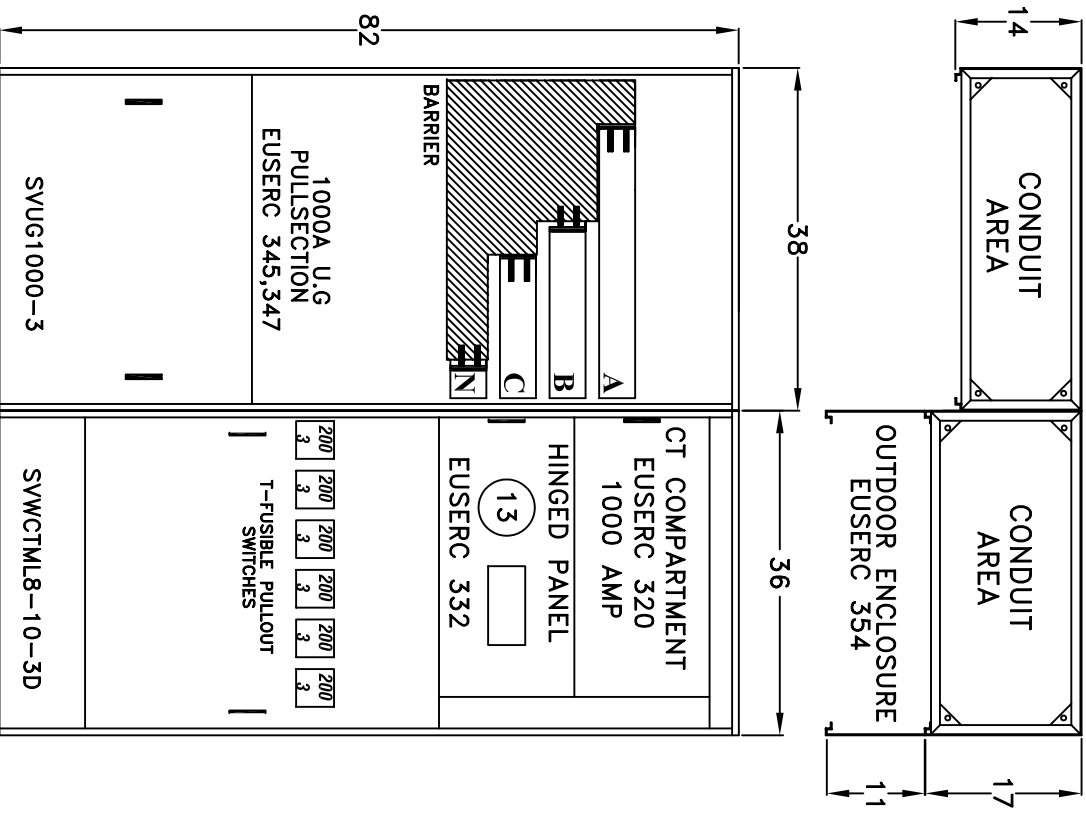 14
CONDUIT
AREA
CONDUIT
AREA
17
OUTDOOR ENCLOSURE
EUSERC 354
11
38
36
82
A
B
C
N
BARRIER
1000A U.G
PULLSECTION
EUSERC 345,347
SVUG1000-3
CT COMPARTMENT
EUSERC 320
1000 AMP
HINGED PANEL
13
EUSERC 332
200
3
200
3
200
3
200
3
200
3
200
3
T-FUSIBLE PULLOUT
SWITCHES
SVWCTML8-10-3D